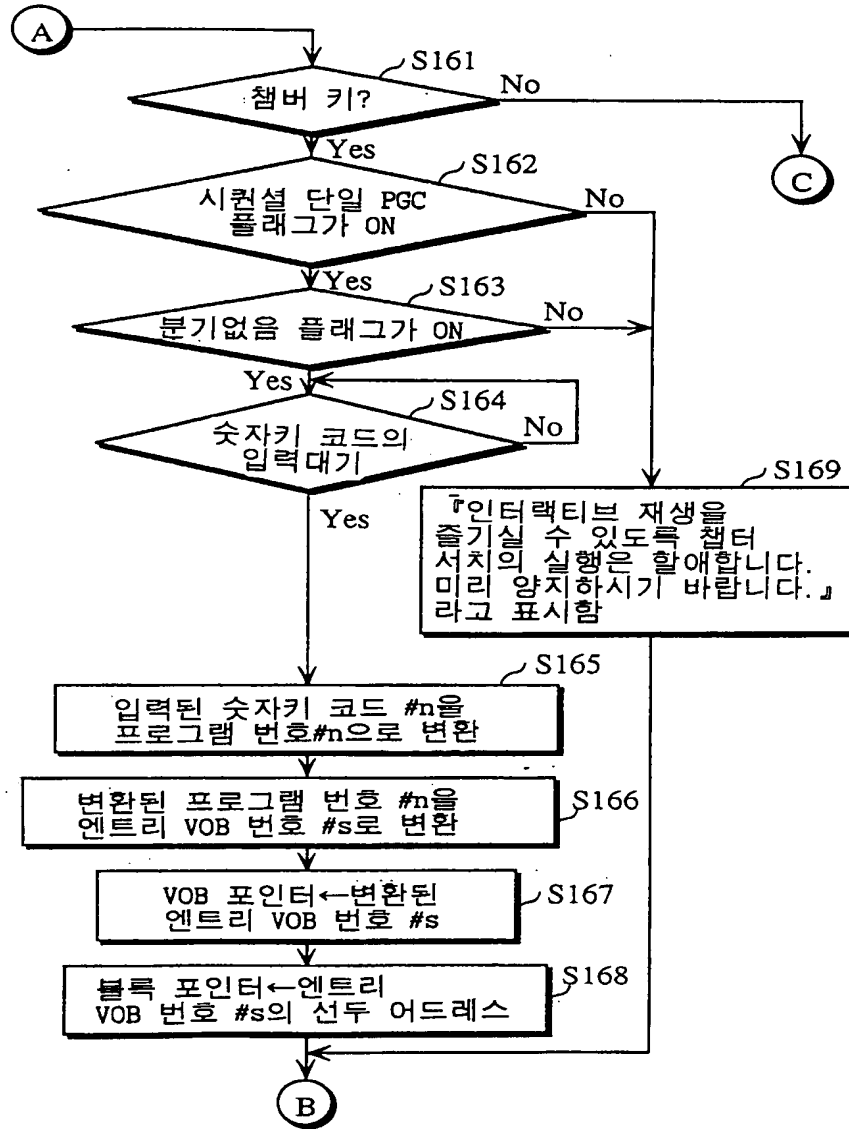 A
S161
챔버 키?
No
Yes
C
S162
시퀀셜 단일 PGC
플래그가 ON
No
Yes
S163
분기없음 플래그가 ON
No
Yes
S164
숫자키 코드의
입력대기
No
Yes
S169
『인터랙티브 재생을
즐기실 수 있도록 챕터
서치의 실행은 할애합니다.
미리 양지하시기 바랍니다.』
라고 표시함
S165
입력된 숫자키 코드 #n을
프로그램 번호#n으로 변환
S166
변환된 프로그램 번호 #n을
엔트리 VOB 번호 #s로 변환
S167
VOB 포인터←변환된
엔트리 VOB 번호 #s
S168
블록 포인터←엔트리
VOB 번호 #s의 선두 어드레스
B